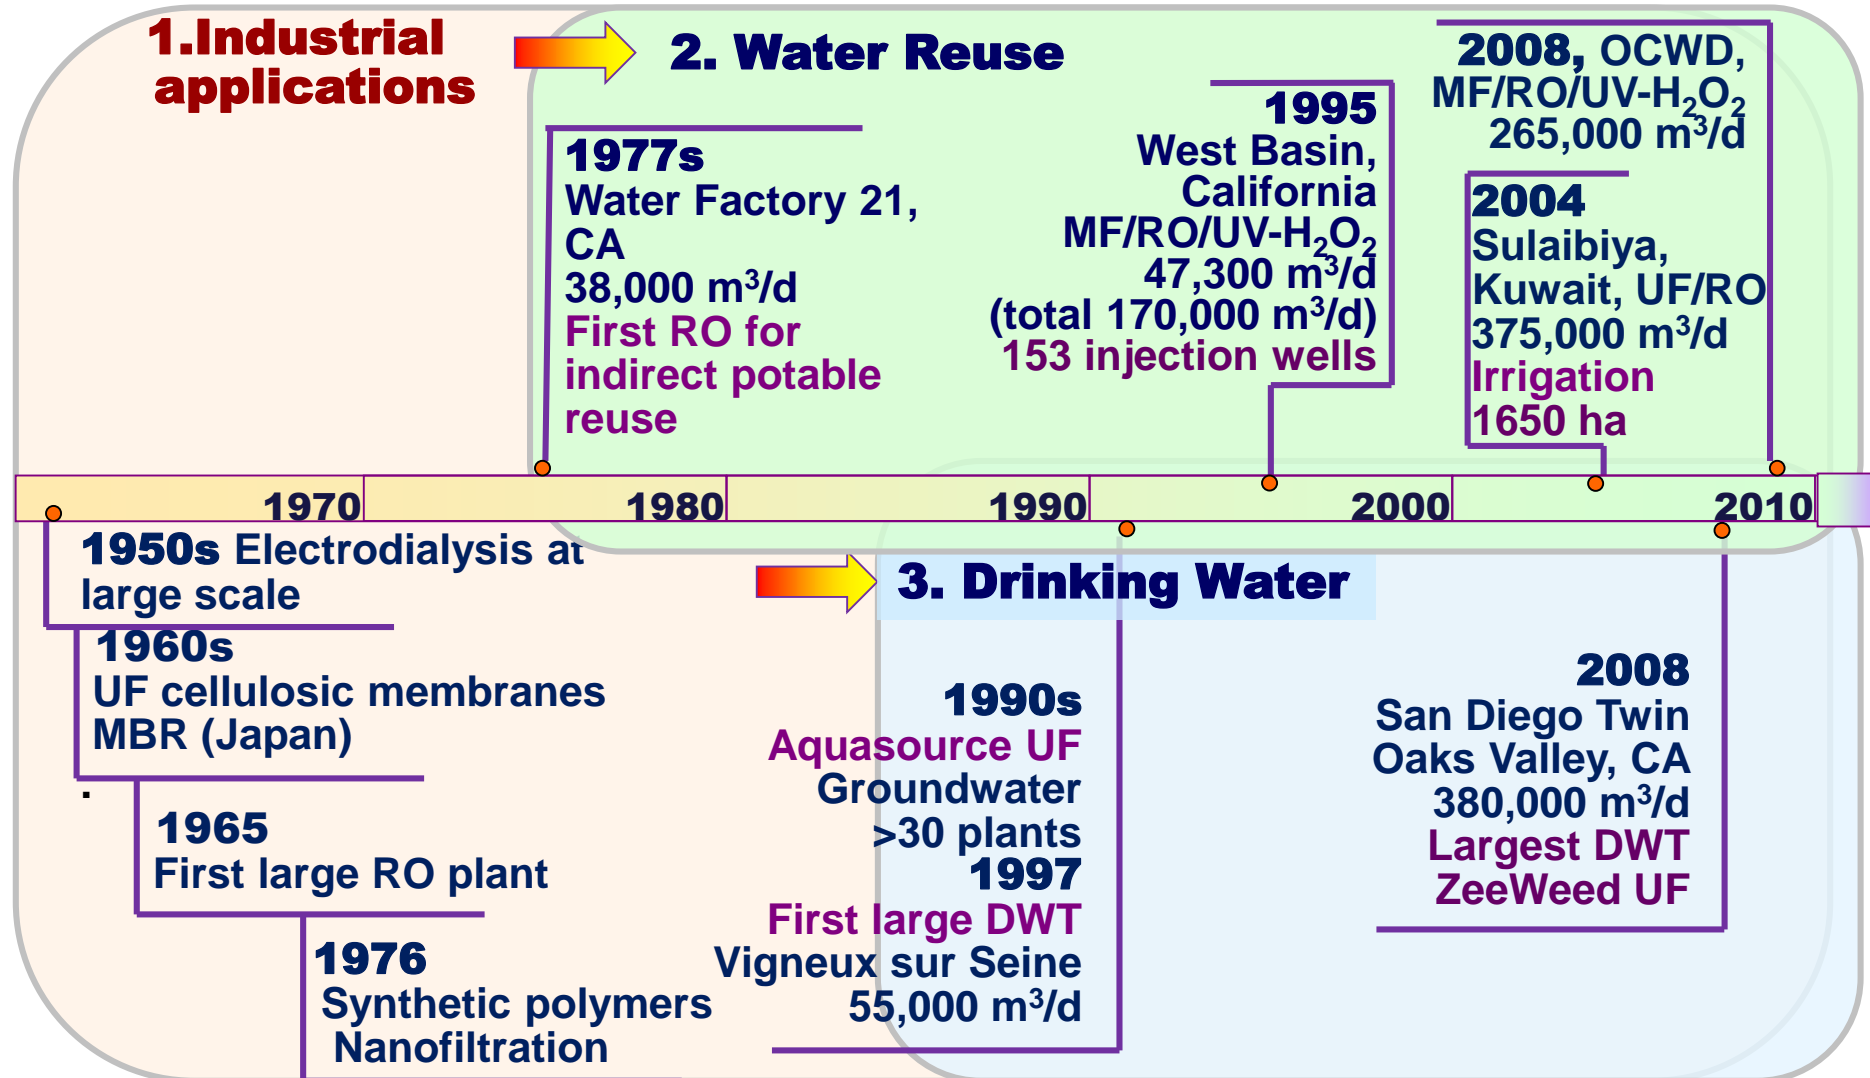 1.Industrial
applications
2. Water Reuse
1977s
Water Factory 21,
CA
38,000 m³/d
First RO for
indirect potable
reuse
1995
West Basin,
California
MF/RO/UV-H₂O₂
47,300 m³/d
(total 170,000 m³/d)
153 injection wells
2008, OCWD,
MF/RO/UV-H₂O₂
265,000 m³/d
2004
Sulaibiya,
Kuwait, UF/RO
375,000 m³/d
Irrigation
1650 ha
1970 1980 1990 2000 2010
1950s Electrodialysis at
large scale
1960s
UF cellulosic membranes
MBR (Japan)
.
1965
First large RO plant
1976
Synthetic polymers
Nanofiltration
3. Drinking Water
1990s
Aquasource UF
Groundwater
>30 plants
1997
First large DWT
Vigneux sur Seine
55,000 m³/d
2008
San Diego Twin
Oaks Valley, CA
380,000 m³/d
Largest DWT
ZeeWeed UF